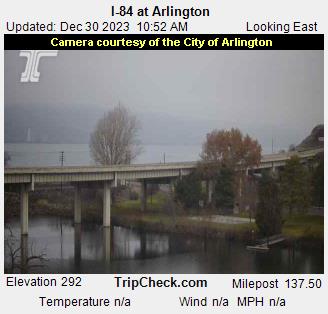 I-84 at Arlington
Updated: Dec 30 2023 10:52 AM Looking East
Camera courtesy of the City of Arlington
Elevation 292 TripCheck.com Milepost 137.50
Temperature n/a Wind n/a MPH n/a